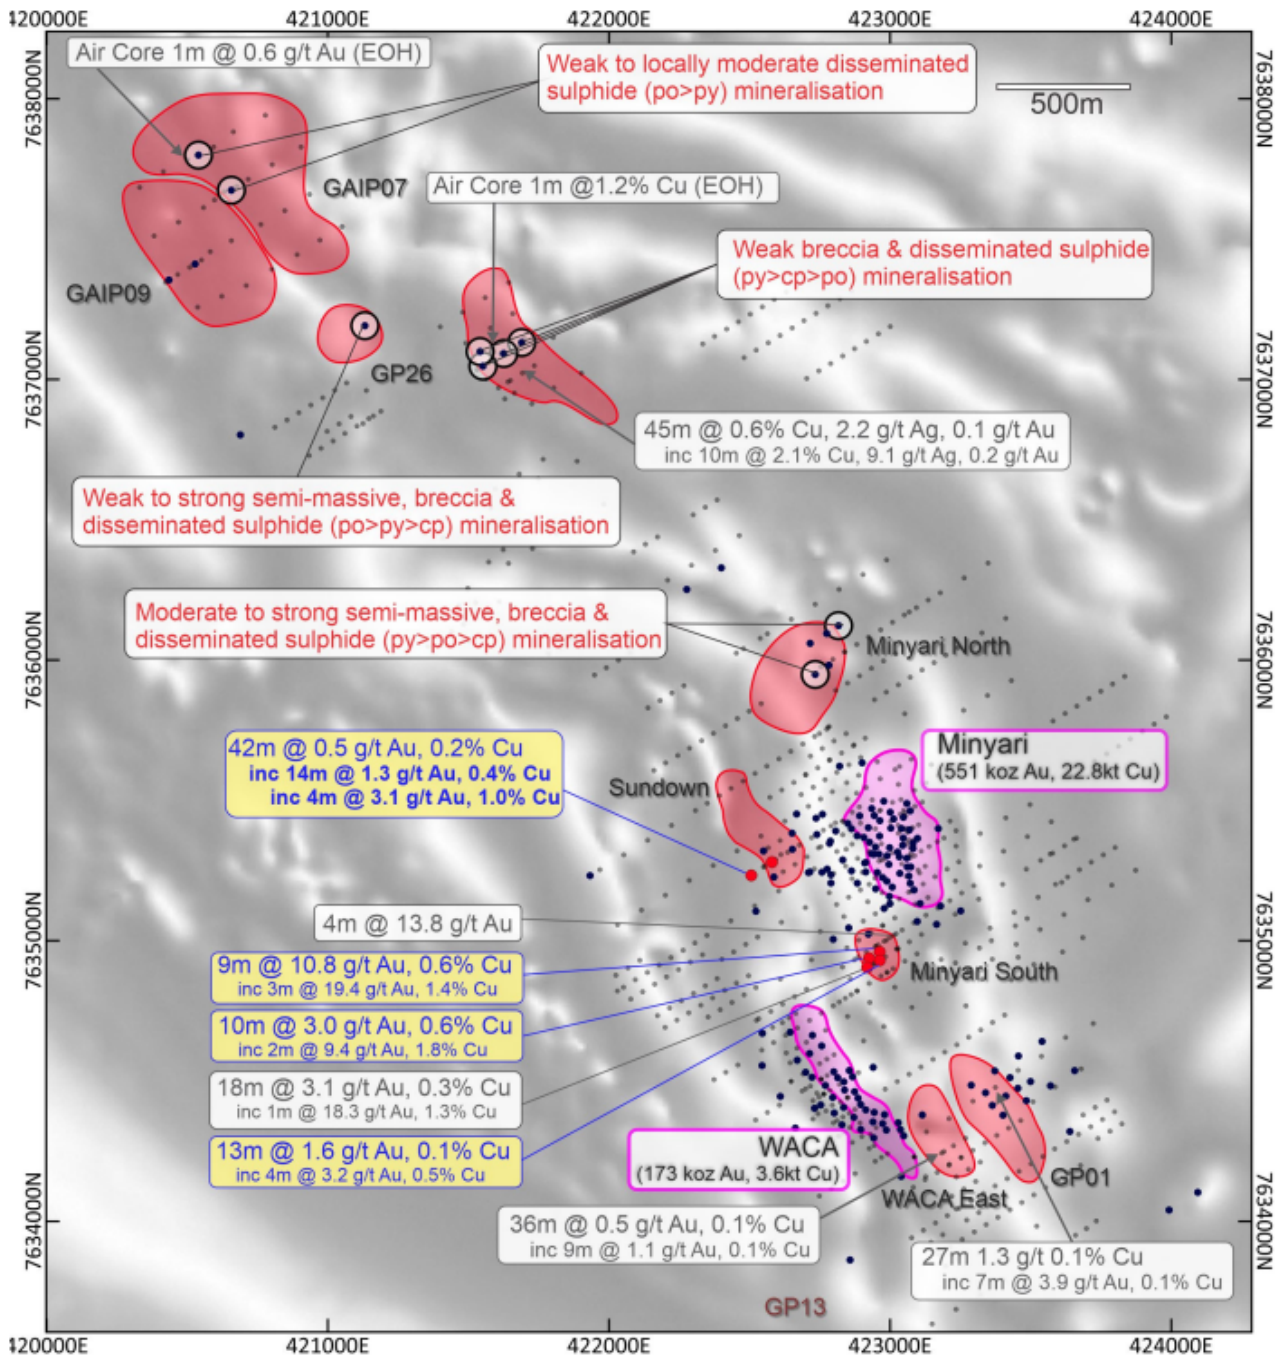 420000E
421000E
422000E
423000E
424000E
Air Core 1m @ 0.6 g/t Au (EOH)
Weak to locally moderate disseminated
sulphide (po>py) mineralisation
500m
7638000N
7638000N
GAIP07
Air Core 1m @1.2% Cu (EOH)
Weak breccia & disseminated sulphide
(py>cp>po) mineralisation
GAIP09
GP26
7637000N
7637000N
45m @ 0.6% Cu, 2.2 g/t Ag, 0.1 g/t Au
inc 10m @ 2.1% Cu, 9.1 g/t Ag, 0.2 g/t Au
Weak to strong semi-massive, breccia &
disseminated sulphide (po>py>cp) mineralisation
Moderate to strong semi-massive, breccia &
disseminated sulphide (py>po>cp) mineralisation
Minyari North
7636000N
7636000N
42m @ 0.5 g/t Au, 0.2% Cu
inc 14m @ 1.3 g/t Au, 0.4% Cu
inc 4m @ 3.1 g/t Au, 1.0% Cu
Sundown
Minyari
(551 koz Au, 22.8kt Cu)
4m @ 13.8 g/t Au
7635000N
7635000N
9m @ 10.8 g/t Au, 0.6% Cu
inc 3m @ 19.4 g/t Au, 1.4% Cu
Minyari South
10m @ 3.0 g/t Au, 0.6% Cu
inc 2m @ 9.4 g/t Au, 1.8% Cu
18m @ 3.1 g/t Au, 0.3% Cu
inc 1m @ 18.3 g/t Au, 1.3% Cu
13m @ 1.6 g/t Au, 0.1% Cu
inc 4m @ 3.2 g/t Au, 0.5% Cu
WACA
(173 koz Au, 3.6kt Cu)
WACA East
GP01
7634000N
7634000N
36m @ 0.5 g/t Au, 0.1% Cu
inc 9m @ 1.1 g/t Au, 0.1% Cu
27m 1.3 g/t 0.1% Cu
inc 7m @ 3.9 g/t Au, 0.1% Cu
GP13
420000E
421000E
422000E
423000E
424000E